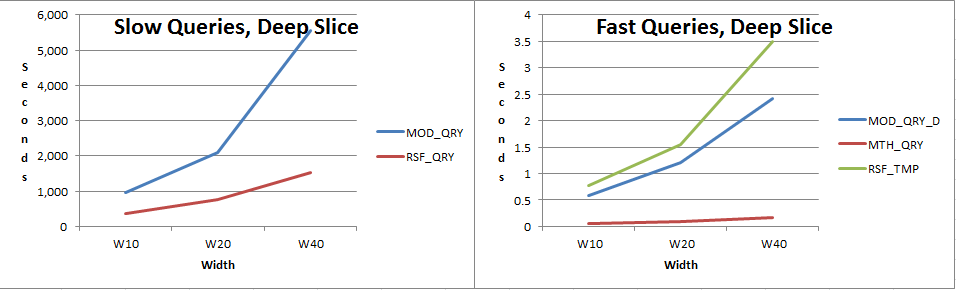 Slow Queries, Deep Slice
6,000
5,000
4,000
3,000
2,000
1,000
0
Seconds
W10 W20 W40
Width
MOD_QRY
RSF_QRY
Fast Queries, Deep Slice
4
3.5
3
2.5
2
1.5
1
0.5
0
Seconds
W10 W20 W40
Width
MOD_QRY_D
MTH_QRY
RSF_TMP